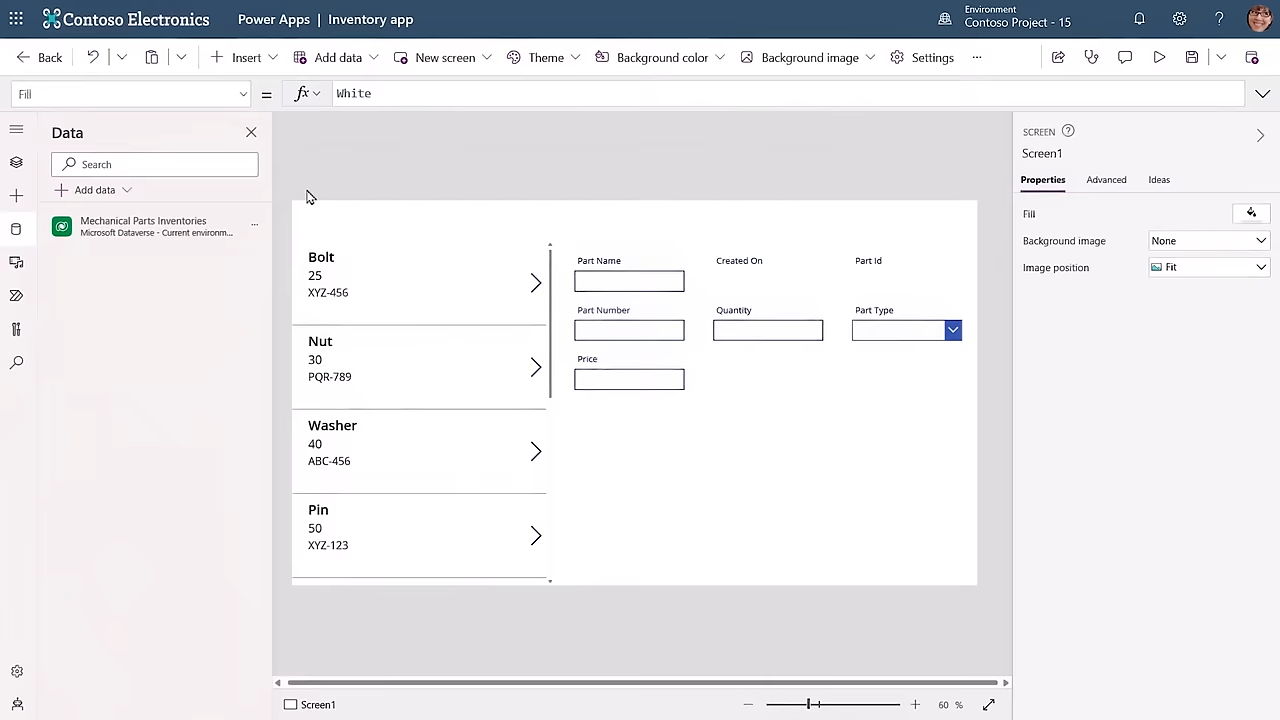 Contoso Electronics Power Apps | Inventory app
Environment
Contoso Project - 15
Back Insert Add data New screen Theme Background color Background image Settings ...
Fill = fx White
Data
Search
Add data
Mechanical Parts Inventories
Microsoft Dataverse - Current environm...
...
Bolt
25
XYZ-456
Nut
30
PQR-789
Washer
40
ABC-456
Pin
50
XYZ-123
Part Name Created On Part Id
Part Number Quantity Part Type
Price
SCREEN
Screen1
Properties Advanced Ideas
Fill
Background image None
Image position Fit
Screen1
60 %